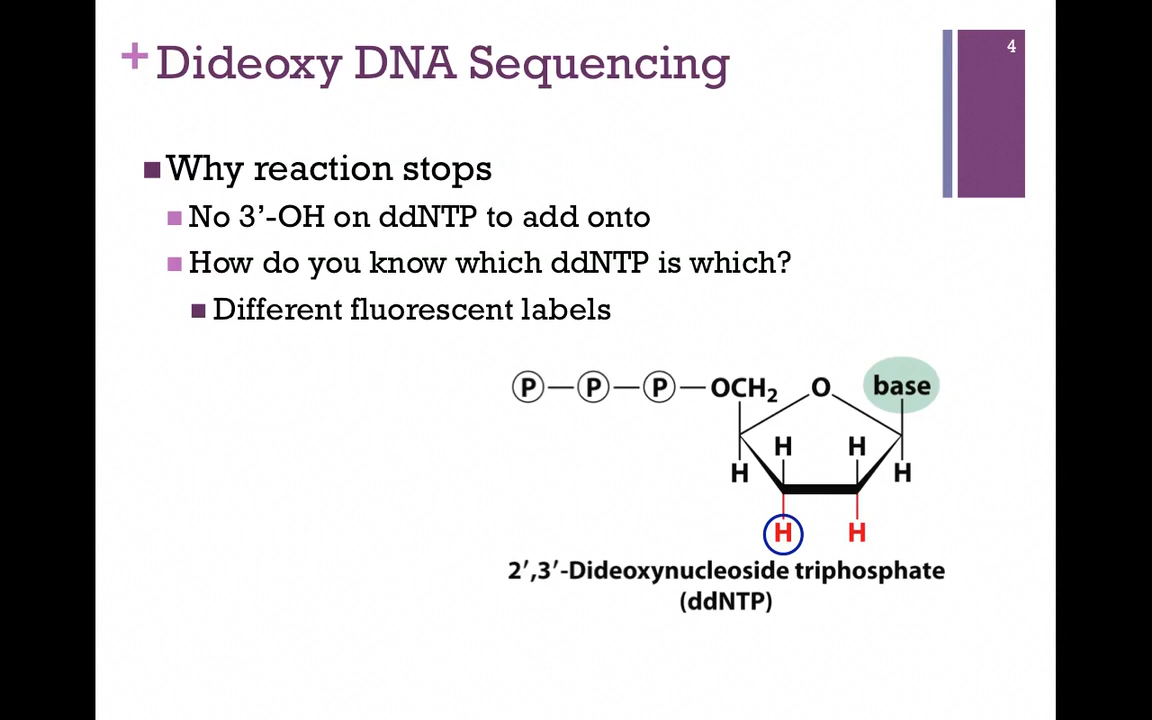 4
+ Dideoxy DNA Sequencing
Why reaction stops
No 3’-OH on ddNTP to add onto
How do you know which ddNTP is which?
Different fluorescent labels
P—P—P—OCH₂ O base
H H
H H
H H
2′,3′-Dideoxynucleoside triphosphate
(ddNTP)